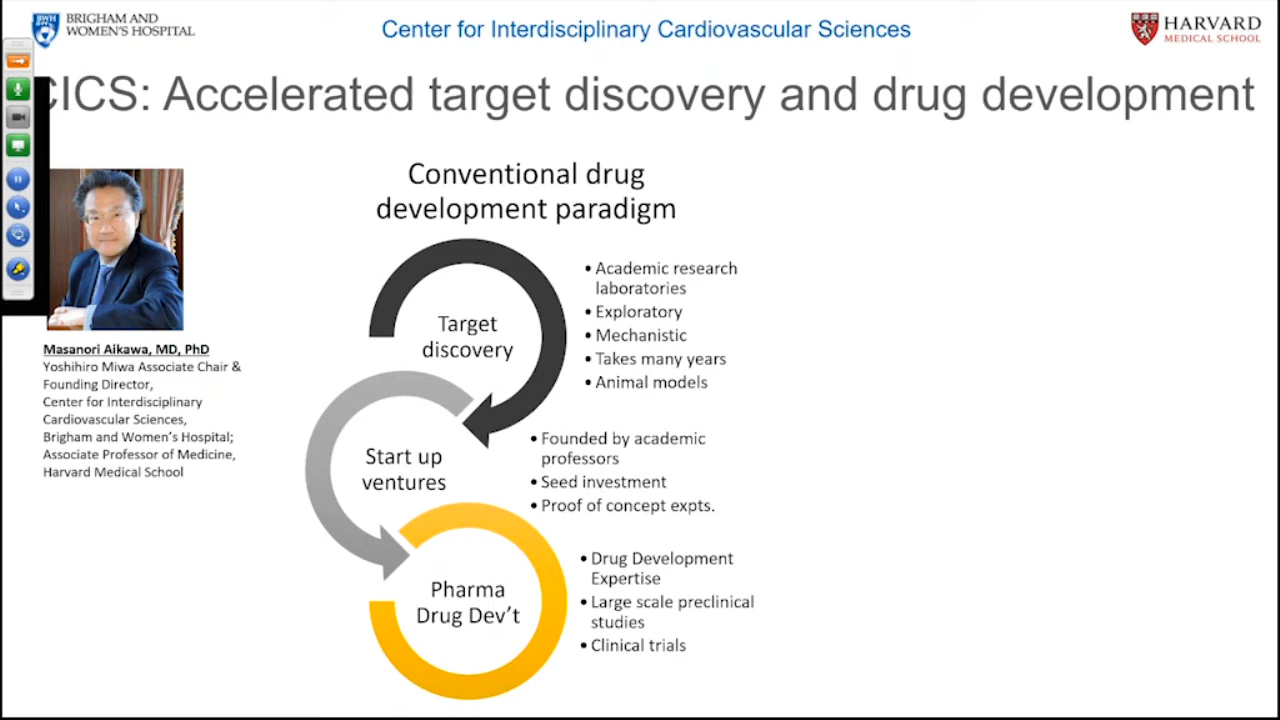 BRIGHAM AND
WOMEN'S HOSPITAL
Center for Interdisciplinary Cardiovascular Sciences
HARVARD
MEDICAL SCHOOL
CICS: Accelerated target discovery and drug development
Masanori Aikawa, MD, PhD
Yoshihiro Miwa Associate Chair &
Founding Director,
Center for Interdisciplinary
Cardiovascular Sciences,
Brigham and Women's Hospital;
Associate Professor of Medicine,
Harvard Medical School
Conventional drug
development paradigm
Target
discovery
• Academic research
laboratories
• Exploratory
• Mechanistic
• Takes many years
• Animal models
Start up
ventures
• Founded by academic
professors
• Seed investment
• Proof of concept expts.
Pharma
Drug Dev't
• Drug Development
Expertise
• Large scale preclinical
studies
• Clinical trials